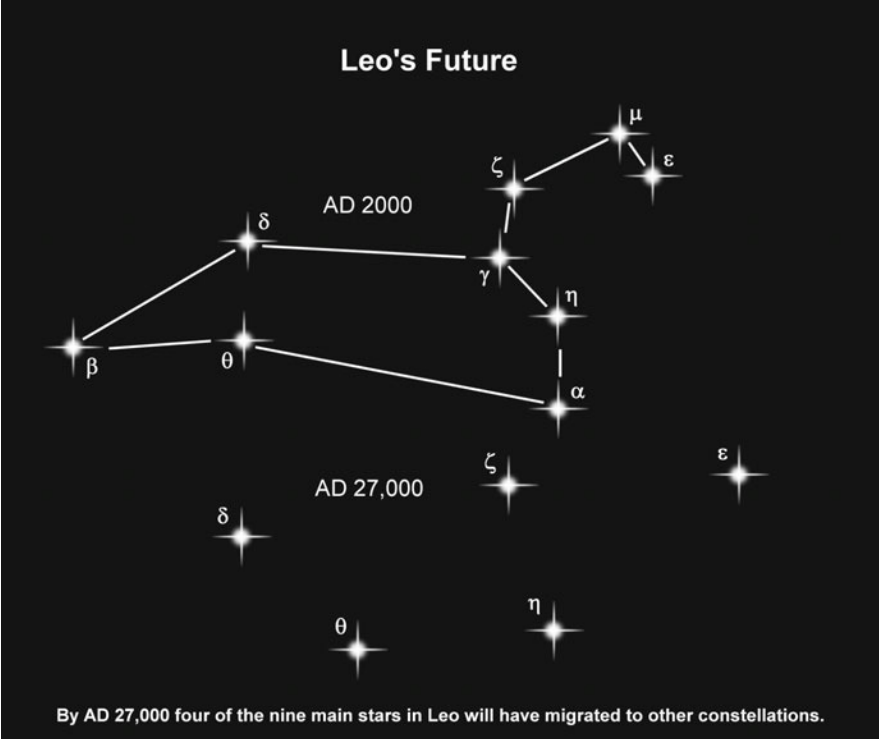 Leo's Future
μ
ε
ζ
AD 2000
δ
γ
η
β
θ
α
ζ
ε
AD 27,000
δ
η
θ
By AD 27,000 four of the nine main stars in Leo will have migrated to other constellations.